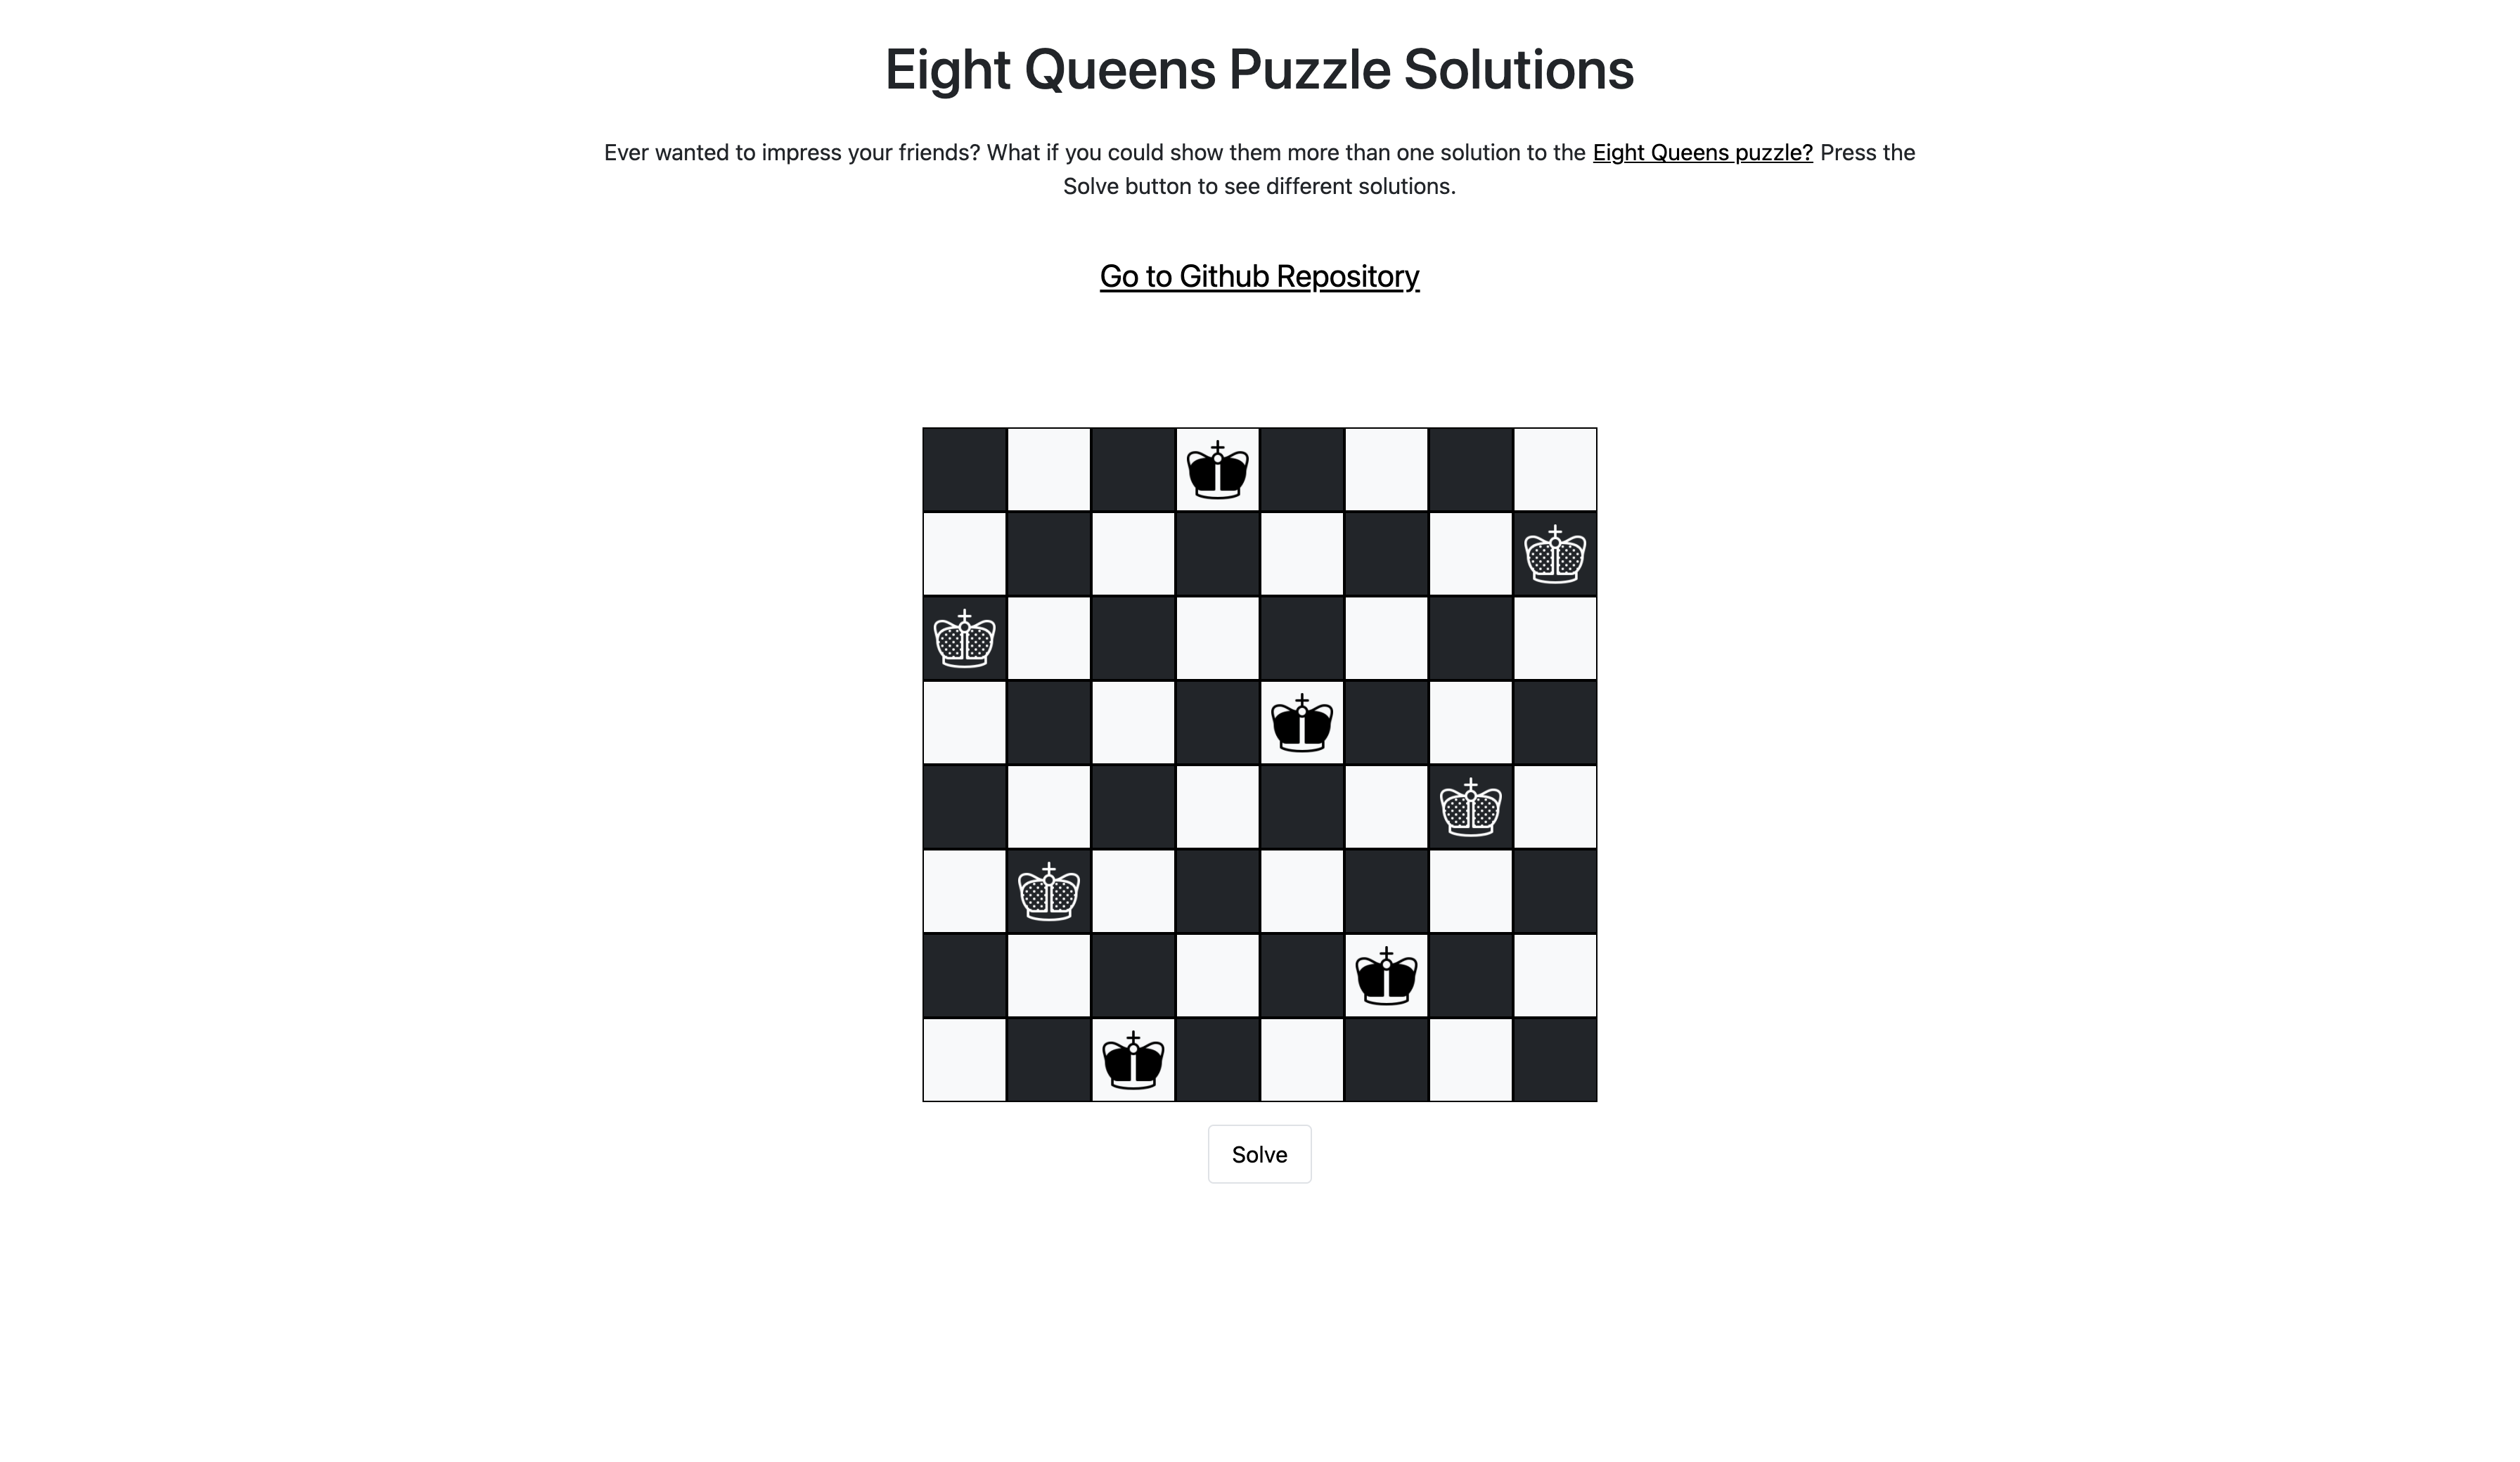 Eight Queens Puzzle Solutions
Ever wanted to impress your friends? What if you could show them more than one solution to the Eight Queens puzzle? Press the
Solve button to see different solutions.
Go to Github Repository
Solve